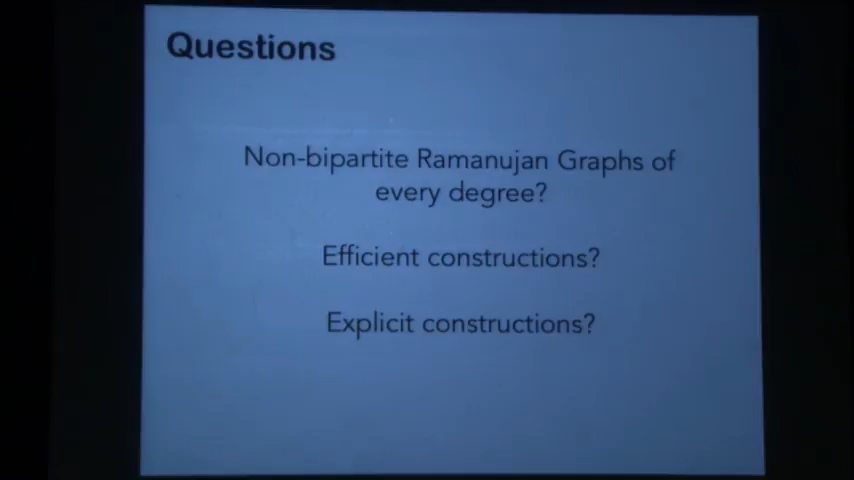 Questions
Non-bipartite Ramanujan Graphs of
every degree?
Efficient constructions?
Explicit constructions?